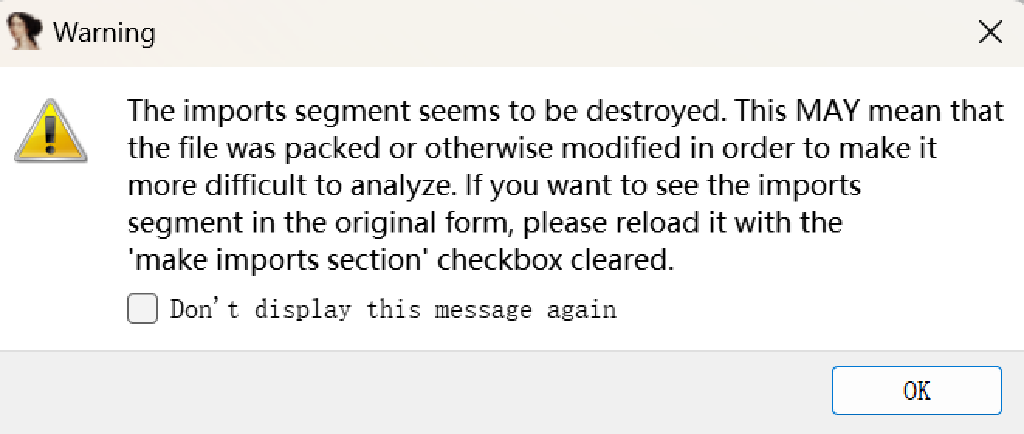 Warning
The imports segment seems to be destroyed. This MAY mean that
the file was packed or otherwise modified in order to make it
more difficult to analyze. If you want to see the imports
segment in the original form, please reload it with the
'make imports section' checkbox cleared.
Don't display this message again
OK